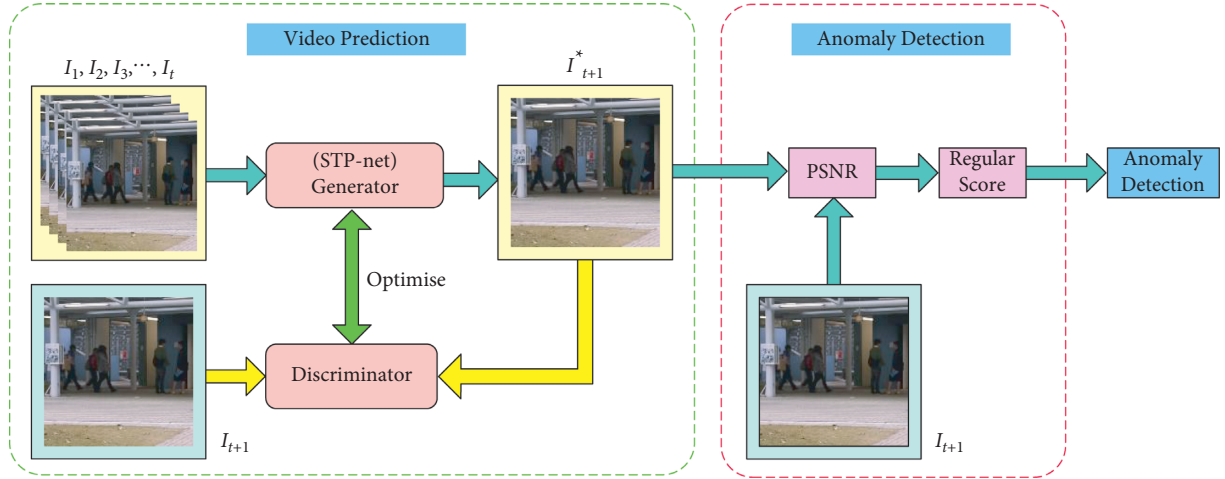 Video Prediction
Anomaly Detection
I₁, I₂, I₃,⋯, Iₜ
I*ₜ₊₁
(STP-net)
Generator
PSNR
Regular
Score
Anomaly
Detection
Optimise
Discriminator
Iₜ₊₁
Iₜ₊₁